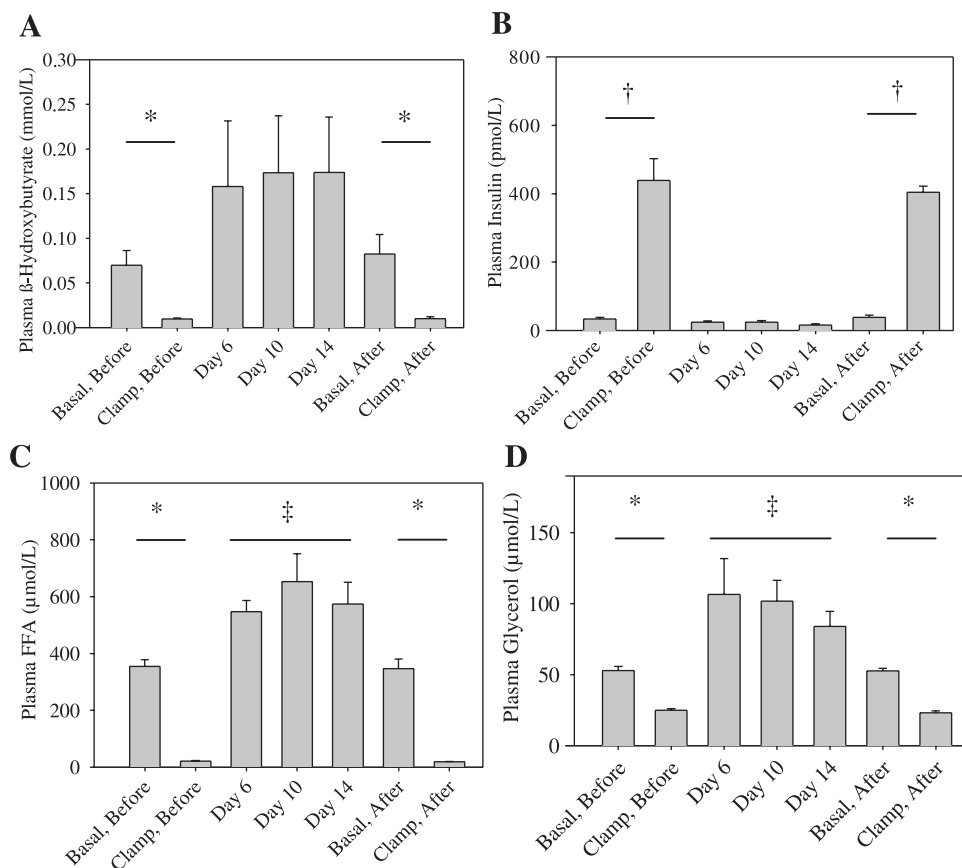 A
Plasma ß-Hydroxybutyrate (mmol/L)
0.30
0.25
0.20
0.15
0.10
0.05
0.00
*
*
Basal, Before
Clamp, Before
Day 6
Day 10
Day 14
Basal, After
Clamp, After
B
Plasma Insulin (pmol/L)
800
600
400
200
0
†
†
Basal, Before
Clamp, Before
Day 6
Day 10
Day 14
Basal, After
Clamp, After
C
Plasma FFA (µmol/L)
1000
800
600
400
200
0
*
‡
*
Basal, Before
Clamp, Before
Day 6
Day 10
Day 14
Basal, After
Clamp, After
D
Plasma Glycerol (µmol/L)
150
100
50
0
*
‡
*
Basal, Before
Clamp, Before
Day 6
Day 10
Day 14
Basal, After
Clamp, After